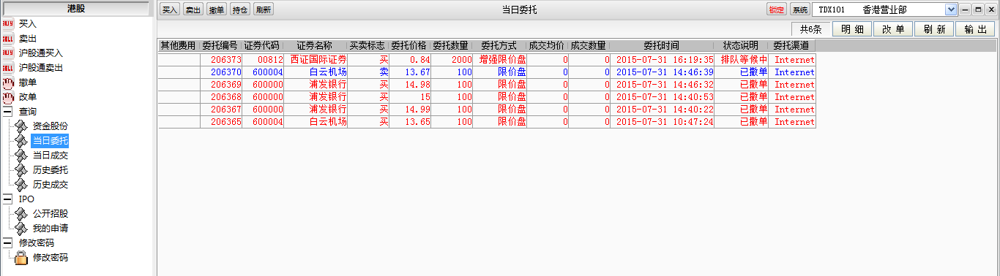 港股
买入
卖出
沪股通买入
沪股通卖出
撤单
改单
查询
资金股份
当日委托
当日成交
历史委托
历史成交
IPO
公开招股
我的申请
修改密码
修改密码
买入 卖出 撤单 持仓 刷新 当日委托 锁定 系统 TDX101 香港营业部
共6条 明 细 改 单 刷 新 输 出
其他费用 委托编号 证券代码 证券名称 买卖标志 委托价格 委托数量 委托方式 成交均价 成交数量 委托时间 状态说明 委托渠道
206373 00812 西证国际证券 买 0.84 2000 增强限价盘 0 0 2015-07-31 16:19:35 排队等候中 Internet
206370 600004 白云机场 卖 13.67 100 限价盘 0 0 2015-07-31 14:46:39 已撤单 Internet
206369 600000 浦发银行 买 14.98 100 限价盘 0 0 2015-07-31 14:46:32 已撤单 Internet
206368 600000 浦发银行 买 15 100 限价盘 0 0 2015-07-31 14:40:53 已撤单 Internet
206367 600000 浦发银行 买 14.99 100 限价盘 0 0 2015-07-31 14:40:22 已撤单 Internet
206365 600004 白云机场 买 13.65 100 限价盘 0 0 2015-07-31 10:47:24 已撤单 Internet